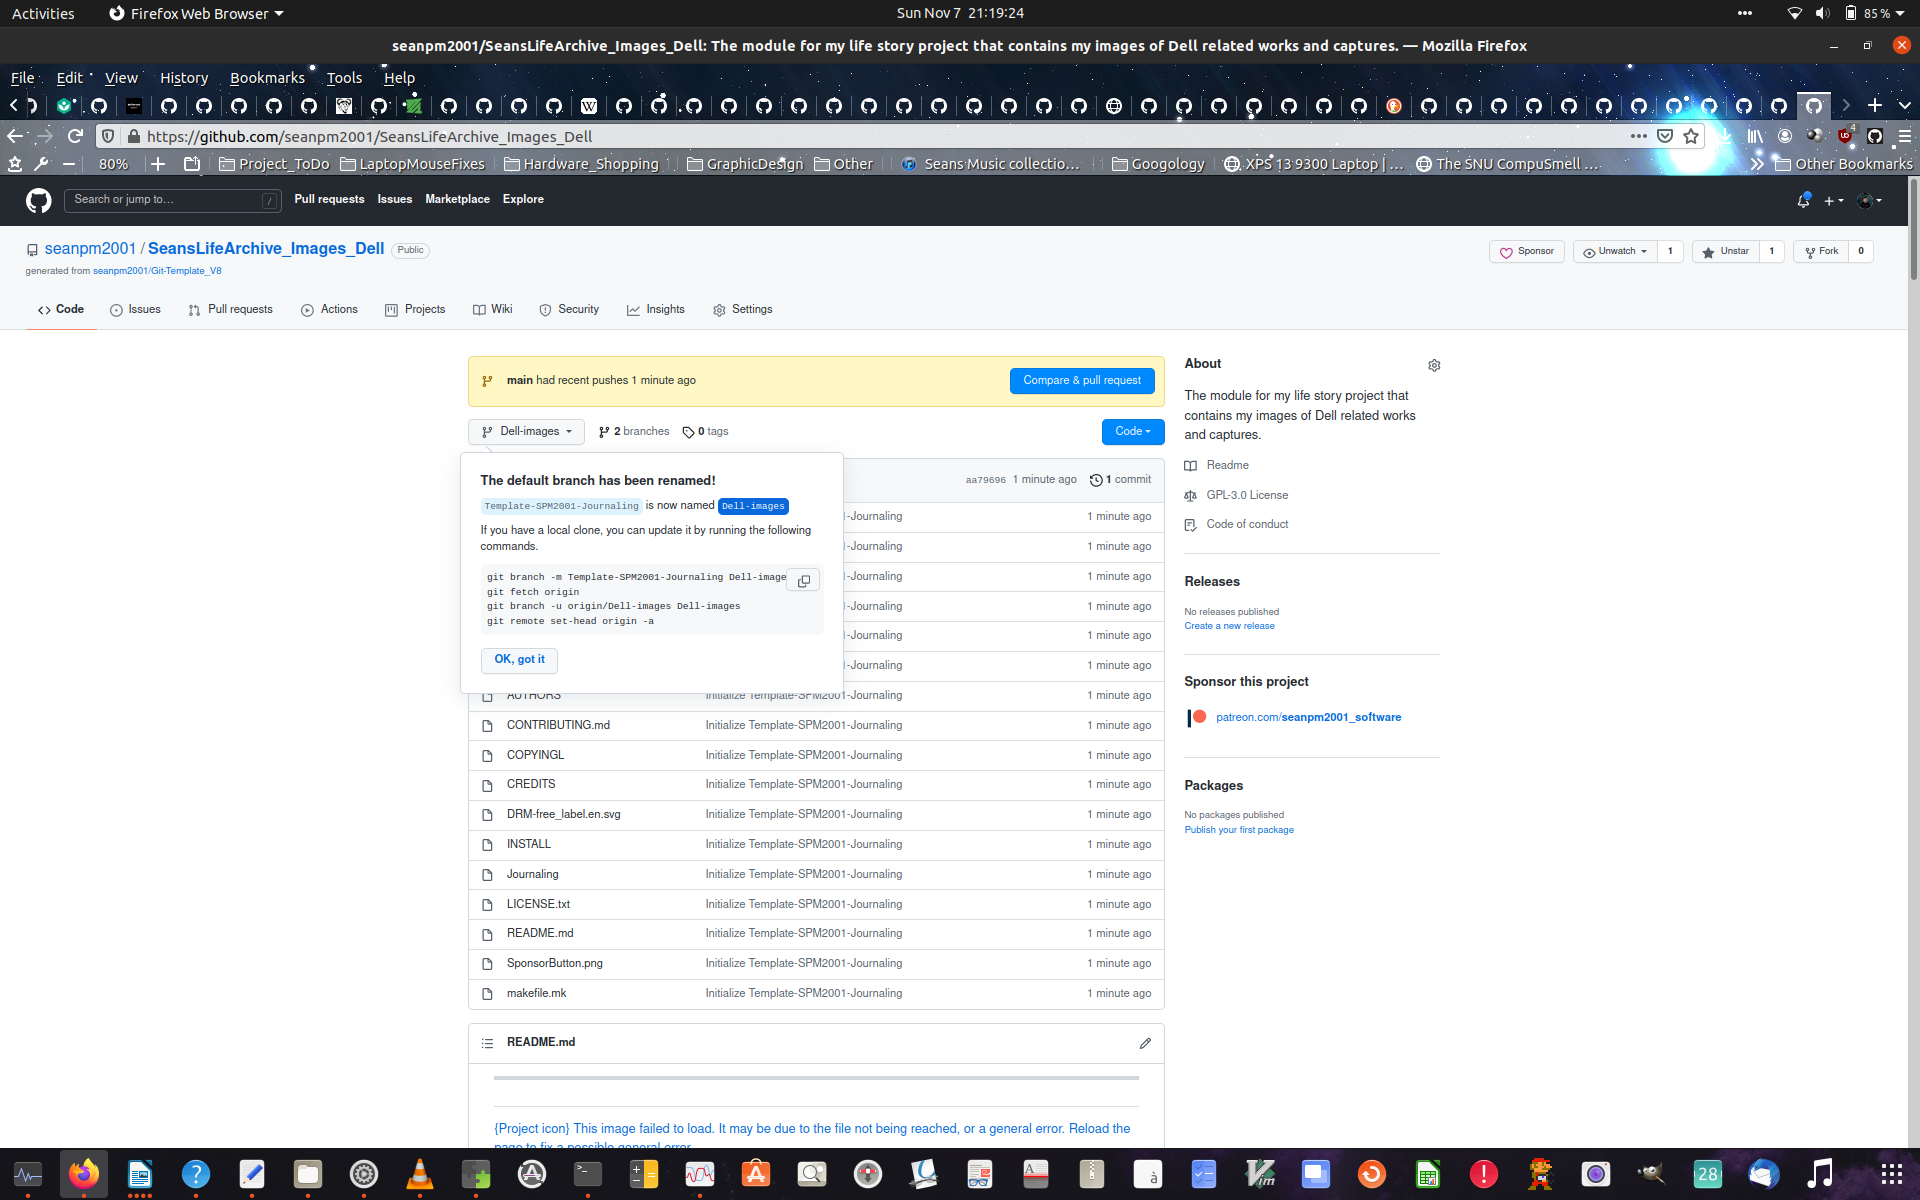 Activities
Firefox Web Browser
Sun Nov 7 21:19:24
85 %
seanpm2001/SeansLifeArchive_Images_Dell: The module for my life story project that contains my images of Dell related works and captures. — Mozilla Firefox
File Edit View History Bookmarks Tools Help
https://github.com/seanpm2001/SeansLifeArchive_Images_Dell
80% Project_ToDo LaptopMouseFixes Hardware_Shopping GraphicDesign Other Seans Music collectio… Googology XPS 13 9300 Laptop | … The SNU CompuSmell … Other Bookmarks
Search or jump to… /
Pull requests Issues Marketplace Explore
seanpm2001 / SeansLifeArchive_Images_Dell Public
Sponsor Unwatch 1 Unstar 1 Fork 0
generated from seanpm2001/Git-Template_V8
Code Issues Pull requests Actions Projects Wiki Security Insights Settings
main had recent pushes 1 minute ago
Compare & pull request
Dell-images 2 branches 0 tags
Code
The default branch has been renamed!
Template-SPM2001-Journaling is now named Dell-images
If you have a local clone, you can update it by running the following
commands.
git branch -m Template-SPM2001-Journaling Dell-image
git fetch origin
git branch -u origin/Dell-images Dell-images
git remote set-head origin -a
OK, got it
aa79696 1 minute ago 1 commit
-Journaling 1 minute ago
-Journaling 1 minute ago
-Journaling 1 minute ago
-Journaling 1 minute ago
-Journaling 1 minute ago
-Journaling 1 minute ago
AUTHORS Initialize Template-SPM2001-Journaling 1 minute ago
CONTRIBUTING.md Initialize Template-SPM2001-Journaling 1 minute ago
COPYINGL Initialize Template-SPM2001-Journaling 1 minute ago
CREDITS Initialize Template-SPM2001-Journaling 1 minute ago
DRM-free_label.en.svg Initialize Template-SPM2001-Journaling 1 minute ago
INSTALL Initialize Template-SPM2001-Journaling 1 minute ago
Journaling Initialize Template-SPM2001-Journaling 1 minute ago
LICENSE.txt Initialize Template-SPM2001-Journaling 1 minute ago
README.md Initialize Template-SPM2001-Journaling 1 minute ago
SponsorButton.png Initialize Template-SPM2001-Journaling 1 minute ago
makefile.mk Initialize Template-SPM2001-Journaling 1 minute ago
README.md
{Project icon} This image failed to load. It may be due to the file not being reached, or a general error. Reload the
page to fix a possible general error.
About
The module for my life story project that
contains my images of Dell related works
and captures.
Readme
GPL-3.0 License
Code of conduct
Releases
No releases published
Create a new release
Sponsor this project
patreon.com/seanpm2001_software
Packages
No packages published
Publish your first package
28